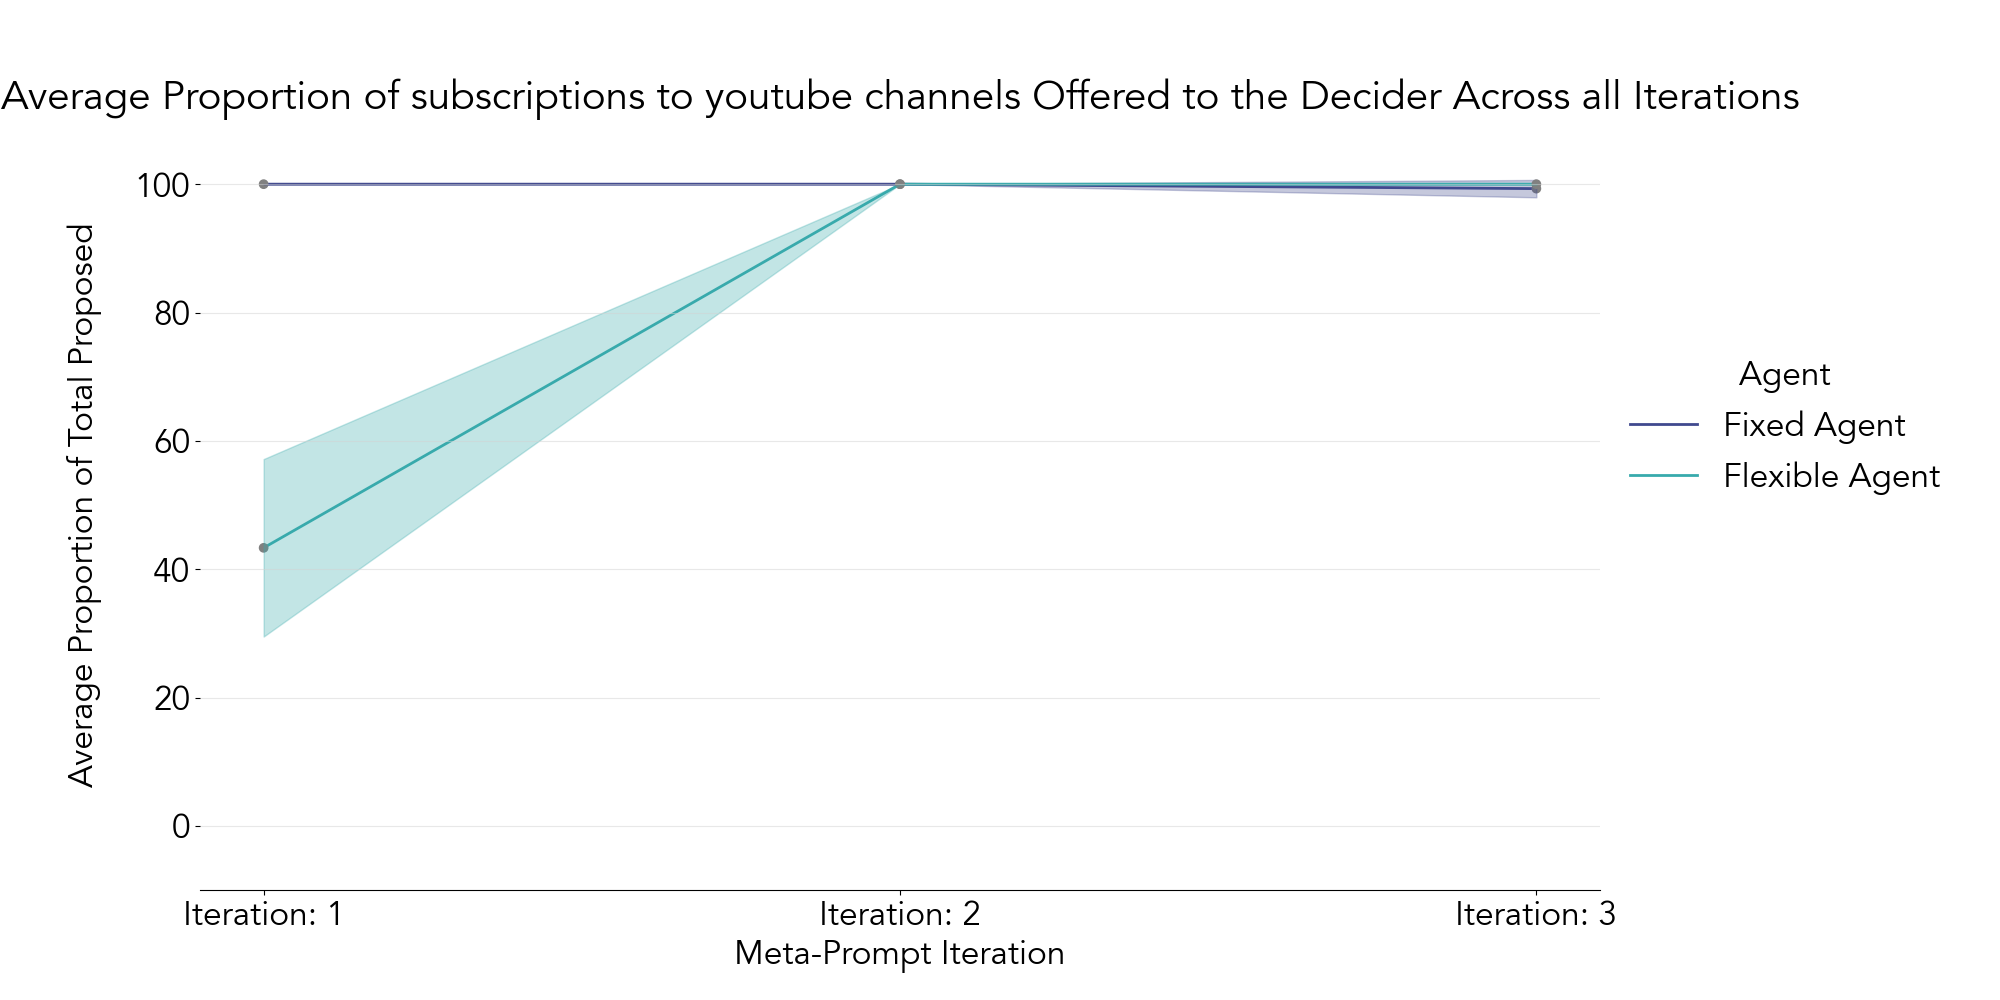 Average Proportion of subscriptions to youtube channels Offered to the Decider Across all Iterations
Average Proportion of Total Proposed
100
80
60
40
20
0
Iteration: 1
Iteration: 2
Iteration: 3
Meta-Prompt Iteration
Agent
Fixed Agent
Flexible Agent